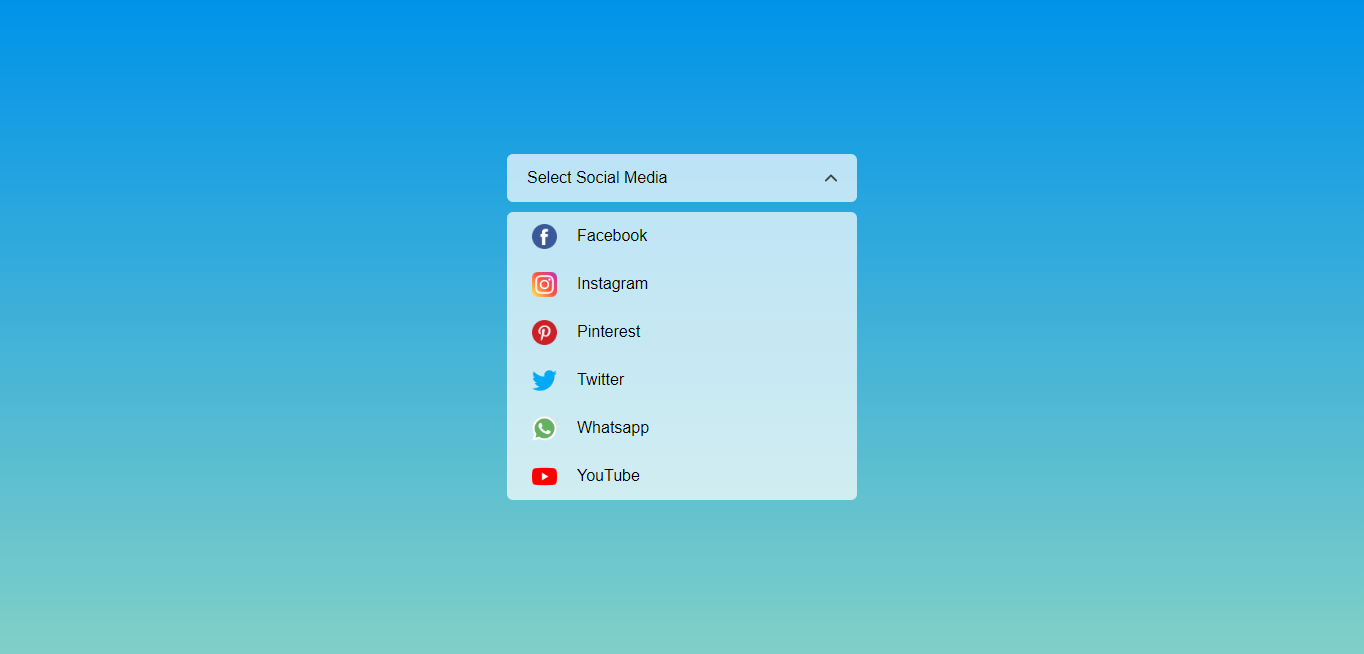 Select Social Media
Facebook
Instagram
Pinterest
Twitter
Whatsapp
YouTube